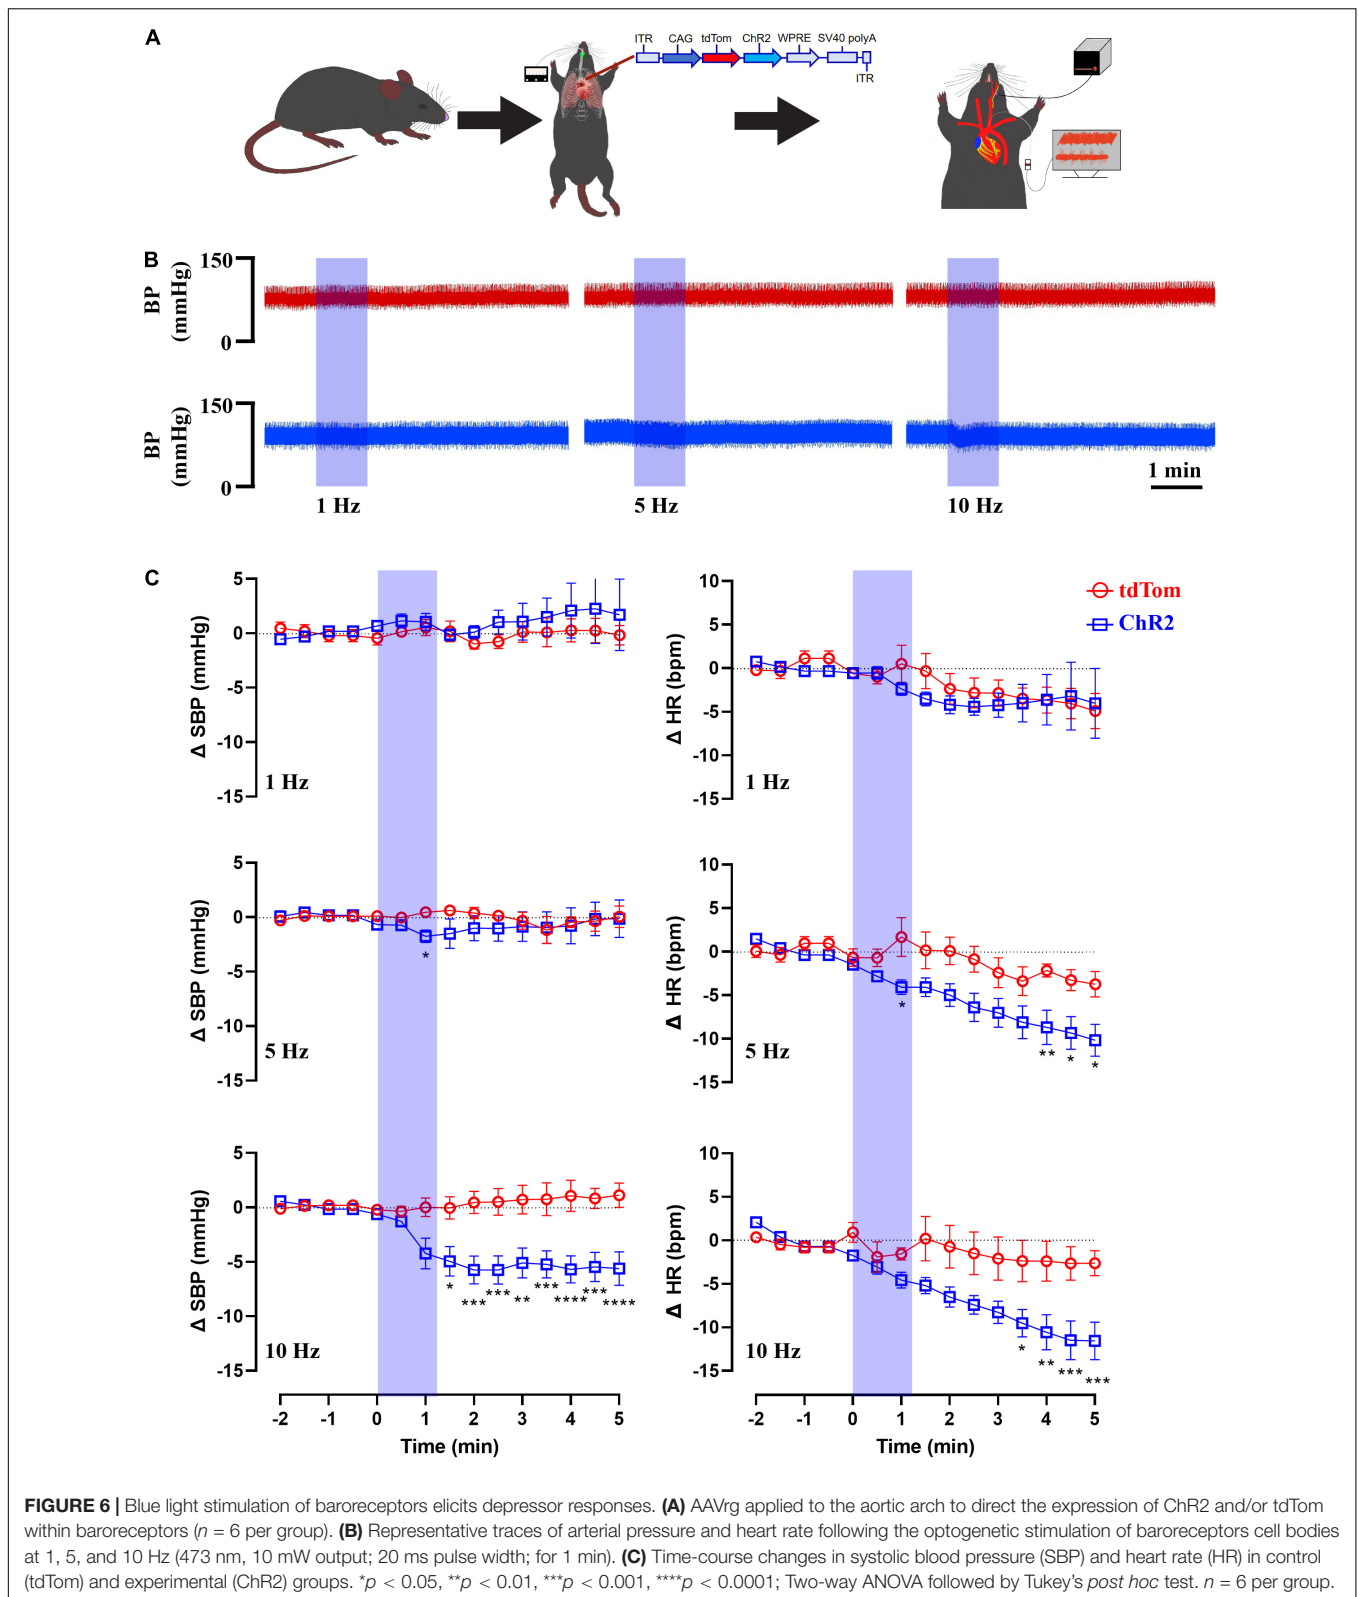 A
ITR CAG tdTom ChR2 WPRE SV40 polyA
ITR
B
150
BP
(mmHg)
0
150
BP
(mmHg)
0
1 min
1 Hz 5 Hz 10 Hz
C
5
0
-5
-10
-15
Δ SBP (mmHg)
1 Hz
10
5
0
-5
-10
-15
Δ HR (bpm)
1 Hz
tdTom
ChR2
5
0
-5
-10
-15
Δ SBP (mmHg)
5 Hz
*
10
5
0
-5
-10
-15
Δ HR (bpm)
5 Hz
* ** * *
5
0
-5
-10
-15
Δ SBP (mmHg)
10 Hz
* *** *** ** *** **** *** ****
10
5
0
-5
-10
-15
Δ HR (bpm)
10 Hz
* ** *** ***
-2 -1 0 1 2 3 4 5
Time (min)
-2 -1 0 1 2 3 4 5
Time (min)
FIGURE 6 | Blue light stimulation of baroreceptors elicits depressor responses. (A) AAVrg applied to the aortic arch to direct the expression of ChR2 and/or tdTom
within baroreceptors (n = 6 per group). (B) Representative traces of arterial pressure and heart rate following the optogenetic stimulation of baroreceptors cell bodies
at 1, 5, and 10 Hz (473 nm, 10 mW output; 20 ms pulse width; for 1 min). (C) Time-course changes in systolic blood pressure (SBP) and heart rate (HR) in control
(tdTom) and experimental (ChR2) groups. *p < 0.05, **p < 0.01, ***p < 0.001, ****p < 0.0001; Two-way ANOVA followed by Tukey's post hoc test. n = 6 per group.